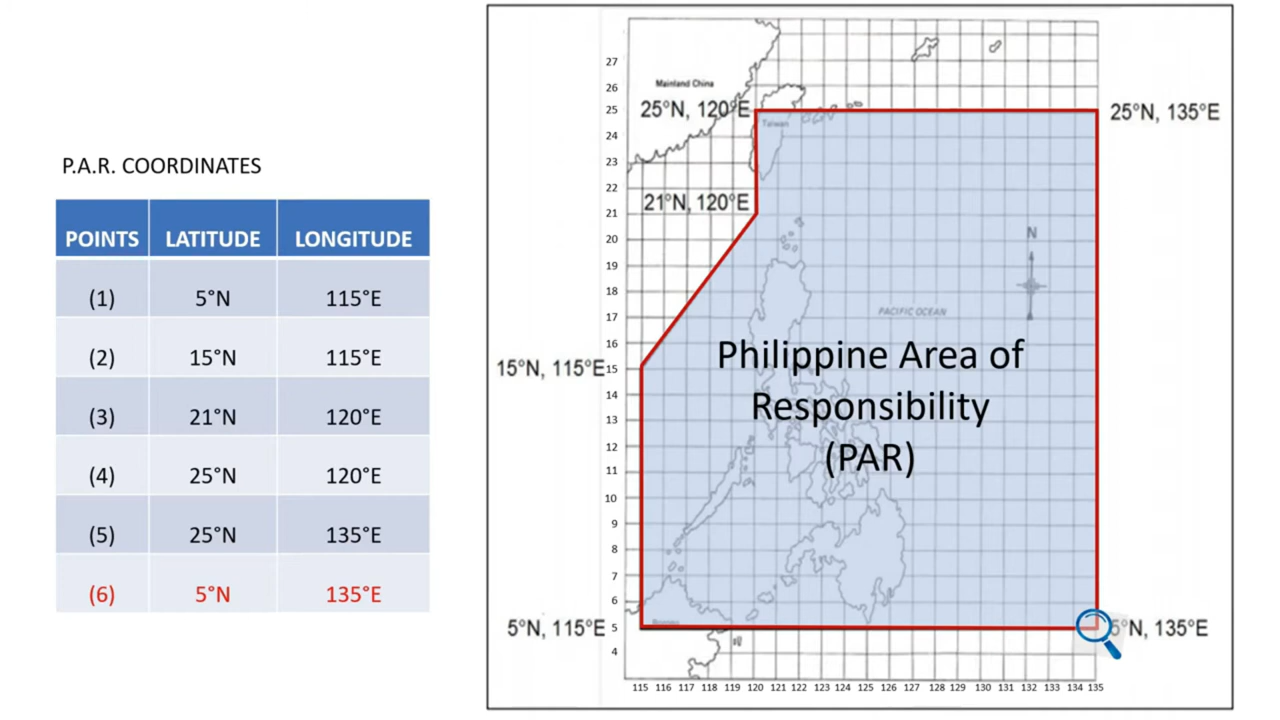 P.A.R. COORDINATES
POINTS LATITUDE LONGITUDE
(1) 5°N 115°E
(2) 15°N 115°E
(3) 21°N 120°E
(4) 25°N 120°E
(5) 25°N 135°E
(6) 5°N 135°E
27
Mainland China
26
25°N, 120°E
25
25°N, 135°E
Taiwan
24
23
22
21°N, 120°E
21
N
20
19
18
PACIFIC OCEAN
17
16
Philippine Area of
15°N, 115°E
15
14
Responsibility
13
12
(PAR)
11
10
9
8
7
6
Borneo
5°N, 115°E
5
5°N, 135°E
4
115 116 117 118 119 120 121 122 123 124 125 126 127 128 129 130 131 132 133 134 135